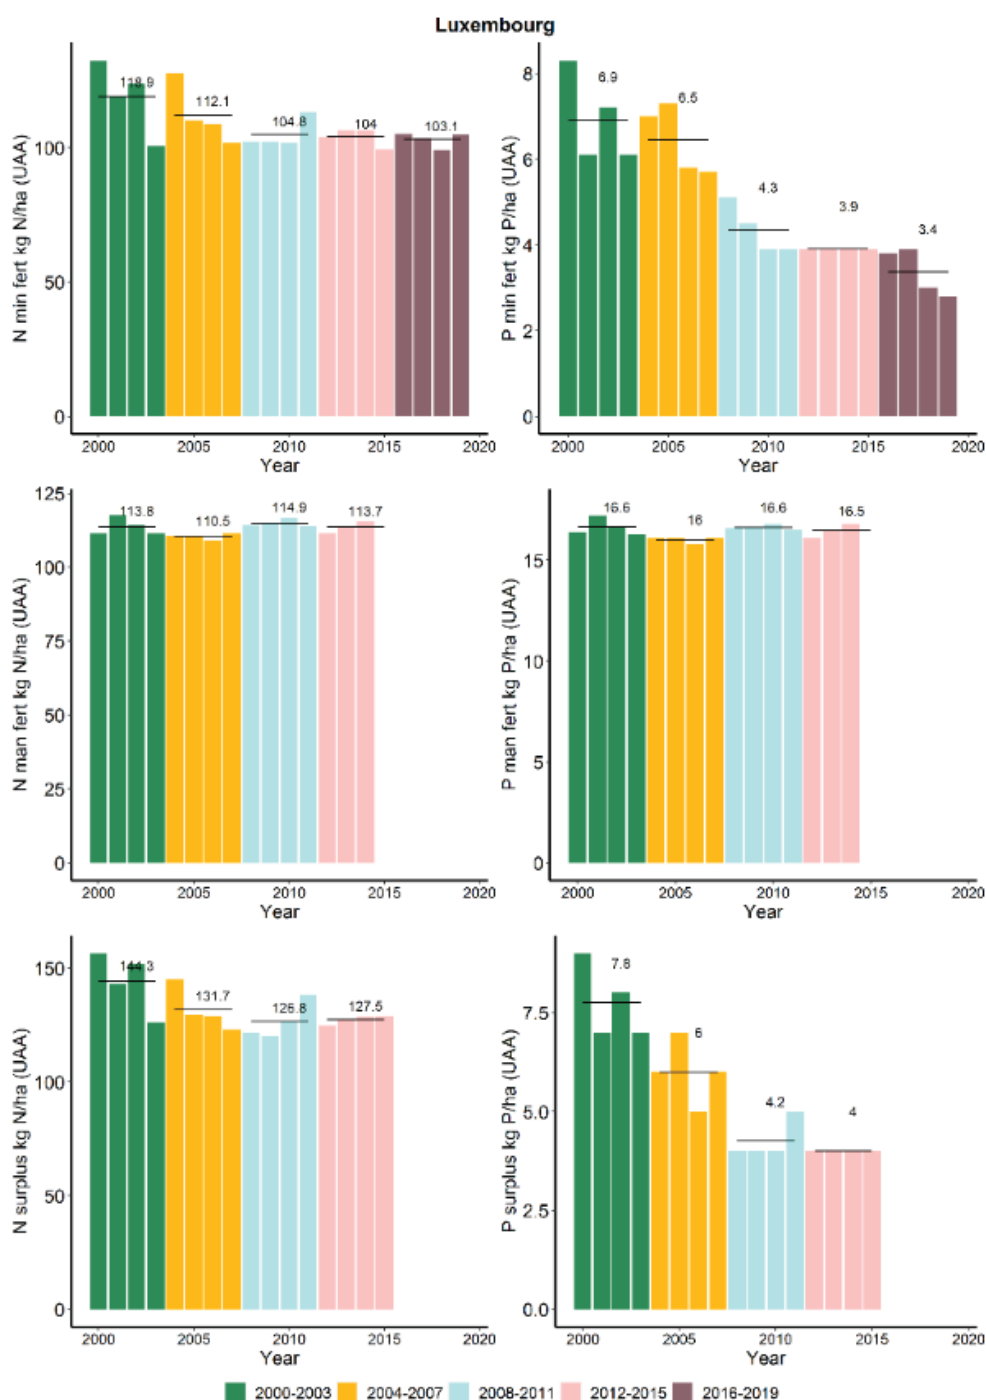 Luxembourg
N min fert kg N/ha (UAA)
118.9
112.1
104.8
104
103.1
100
50
0
2000 2005 2010 2015 2020
Year
P min fert kg P/ha (UAA)
8
6.9
6.5
6
4.3
3.9
3.4
4
2
0
2000 2005 2010 2015 2020
Year
N man fert kg N/ha (UAA)
125
113.8
110.5
114.9
113.7
100
75
50
25
0
2000 2005 2010 2015 2020
Year
P man fert kg P/ha (UAA)
16.6
16
16.6
16.5
15
10
5
0
2000 2005 2010 2015 2020
Year
N surplus kg N/ha (UAA)
150
144.3
131.7
126.8
127.5
100
50
0
2000 2005 2010 2015 2020
Year
P surplus kg P/ha (UAA)
7.8
7.5
6
5.0
4.2
4
2.5
0.0
2000 2005 2010 2015 2020
Year
2000-2003 2004-2007 2008-2011 2012-2015 2016-2019